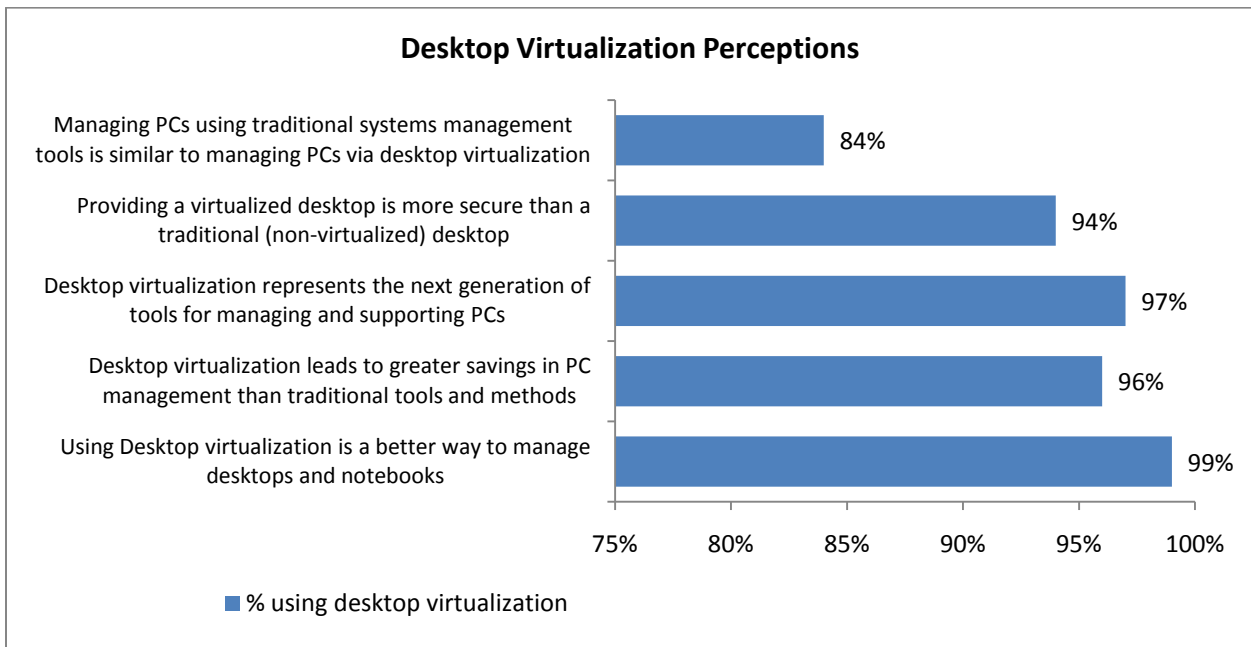 Desktop Virtualization Perceptions
Managing PCs using traditional systems management
tools is similar to managing PCs via desktop virtualization
84%
Providing a virtualized desktop is more secure than a
traditional (non-virtualized) desktop
94%
Desktop virtualization represents the next generation of
tools for managing and supporting PCs
97%
Desktop virtualization leads to greater savings in PC
management than traditional tools and methods
96%
Using Desktop virtualization is a better way to manage
desktops and notebooks
99%
75% 80% 85% 90% 95% 100%
% using desktop virtualization